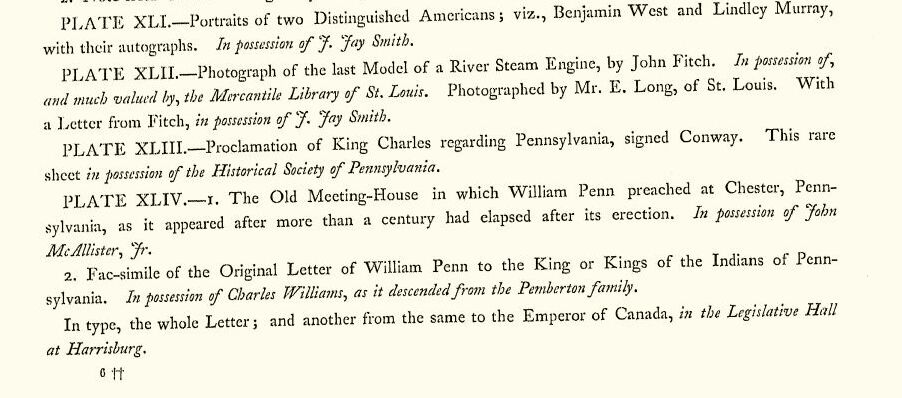 PLATE XLI.—Portraits of two Distinguished Americans; viz., Benjamin West and Lindley Murray,
with their autographs. In possession of J. Jay Smith.
PLATE XLII.—Photograph of the last Model of a River Steam Engine, by John Fitch. In possession of,
and much valued by, the Mercantile Library of St. Louis. Photographed by Mr. E. Long, of St. Louis. With
a Letter from Fitch, in possession of J. Jay Smith.
PLATE XLIII.—Proclamation of King Charles regarding Pennsylvania, signed Conway. This rare
sheet in possession of the Historical Society of Pennsylvania.
PLATE XLIV.—1. The Old Meeting-House in which William Penn preached at Chester, Penn-
sylvania, as it appeared after more than a century had elapsed after its erection. In possession of John
McAllister, Jr.
2. Fac-simile of the Original Letter of William Penn to the King or Kings of the Indians of Penn-
sylvania. In possession of Charles Williams, as it descended from the Pemberton family.
In type, the whole Letter; and another from the same to the Emperor of Canada, in the Legislative Hall
at Harrisburg.
6 ††